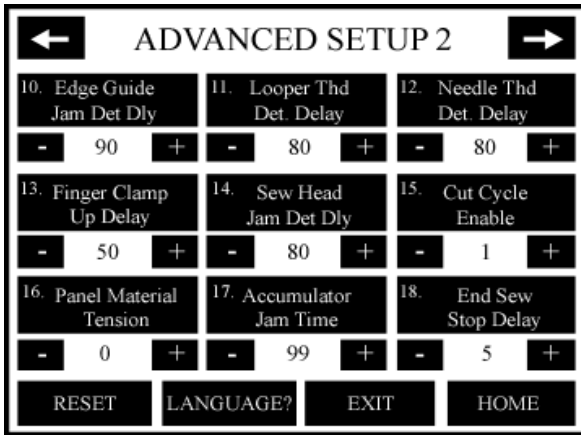 ADVANCED SETUP 2
10. Edge Guide
Jam Det Dly
- 90 +
11. Looper Thd
Det. Delay
- 80 +
12. Needle Thd
Det. Delay
- 80 +
13. Finger Clamp
Up Delay
- 50 +
14. Sew Head
Jam Det Dly
- 80 +
15. Cut Cycle
Enable
- 1 +
16. Panel Material
Tension
- 0 +
17. Accumulator
Jam Time
- 99 +
18. End Sew
Stop Delay
- 5 +
RESET
LANGUAGE?
EXIT
HOME